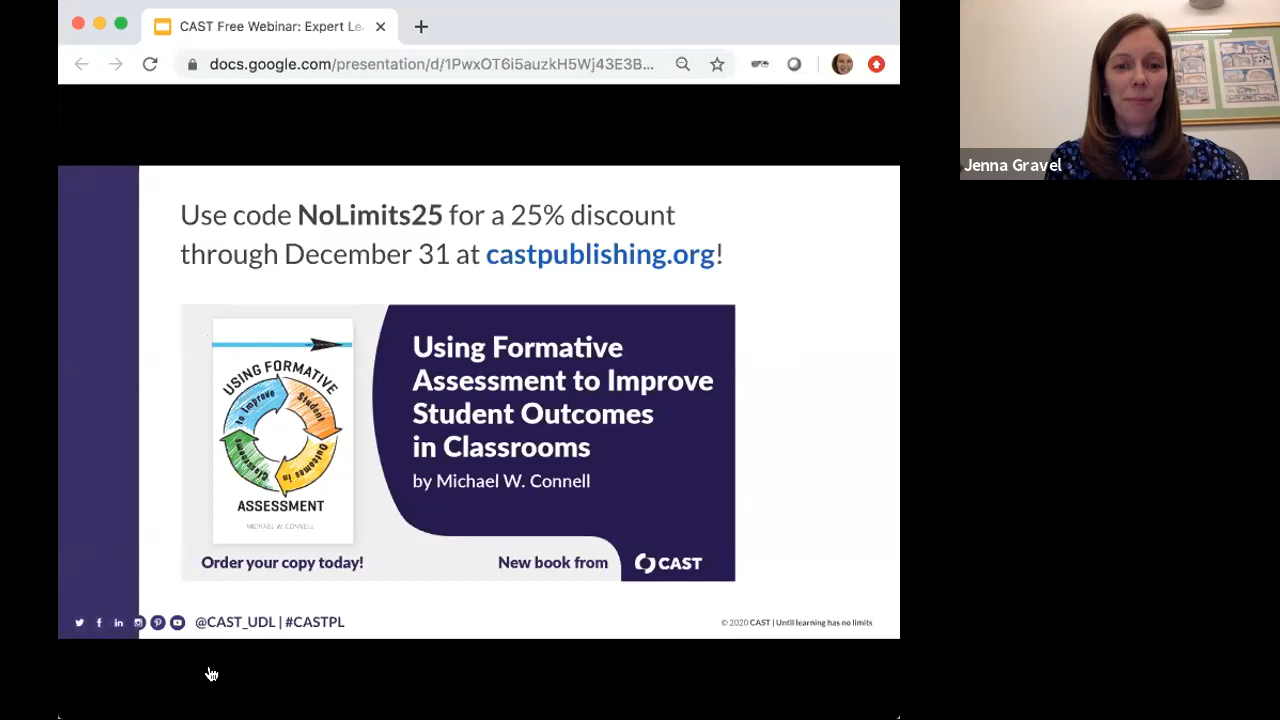 CAST Free Webinar: Expert Le
docs.google.com/presentation/d/1PwxOT6i5auzkH5Wj43E3B...
Jenna Gravel
Use code NoLimits25 for a 25% discount
through December 31 at castpublishing.org!
USING FORMATIVE
to Improve
Student
Outcomes in
Classrooms
ASSESSMENT
MICHAEL W. CONNELL
Using Formative
Assessment to Improve
Student Outcomes
in Classrooms
by Michael W. Connell
Order your copy today!
New book from
CAST
@CAST_UDL | #CASTPL
© 2020 CAST | Until learning has no limits